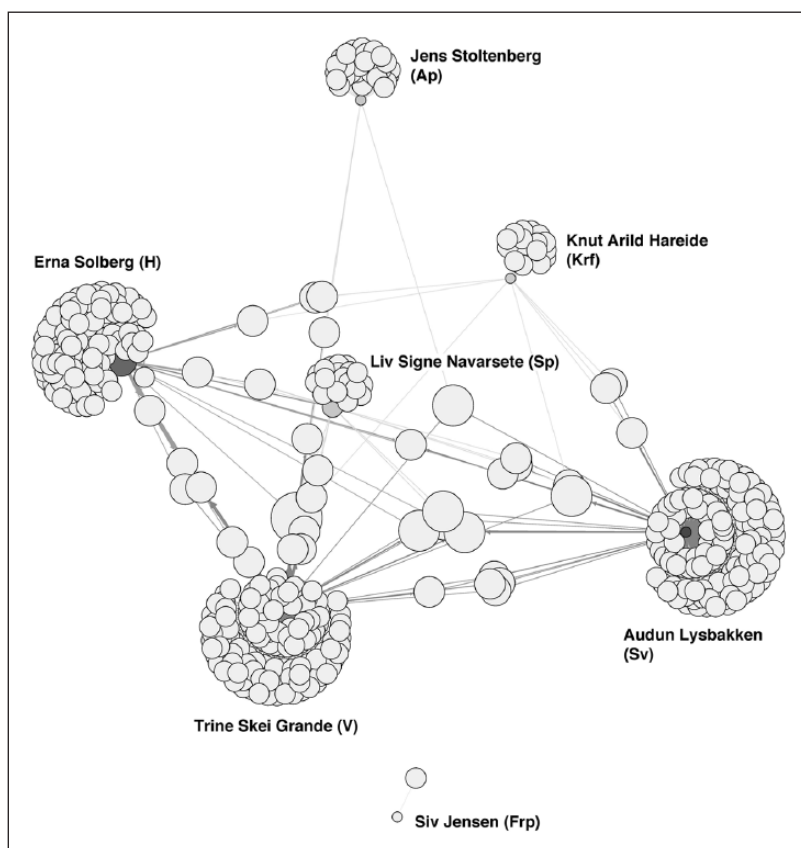 Jens Stoltenberg
(Ap)
Knut Arild Hareide
(Krf)
Erna Solberg (H)
Liv Signe Navarsete (Sp)
Audun Lysbakken
(Sv)
Trine Skei Grande (V)
Siv Jensen (Frp)